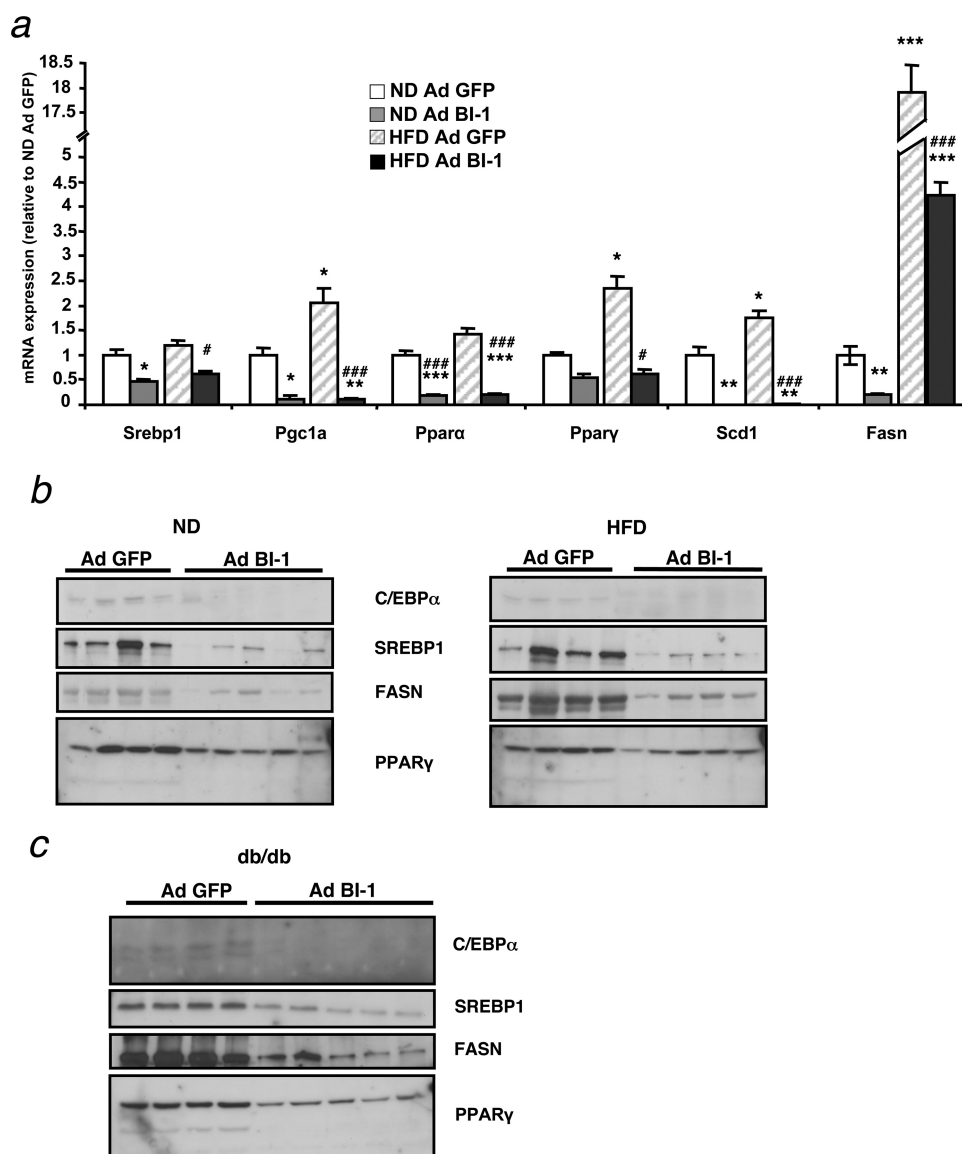 a
mRNA expression (relative to ND Ad GFP)
18.5
18
17.5
5
4.5
4
3.5
3
2.5
2
1.5
1
0.5
0
ND Ad GFP
ND Ad BI-1
HFD Ad GFP
HFD Ad BI-1
*
#
*
*
###
**
###
***
###
***
*
#
**
*
###
**
**
***
###
***
Srebp1
Pgc1a
Pparα
Pparγ
Scd1
Fasn
b
ND
HFD
Ad GFP
Ad BI-1
Ad GFP
Ad BI-1
C/EBPα
SREBP1
FASN
PPARγ
c
db/db
Ad GFP
Ad BI-1
C/EBPα
SREBP1
FASN
PPARγ